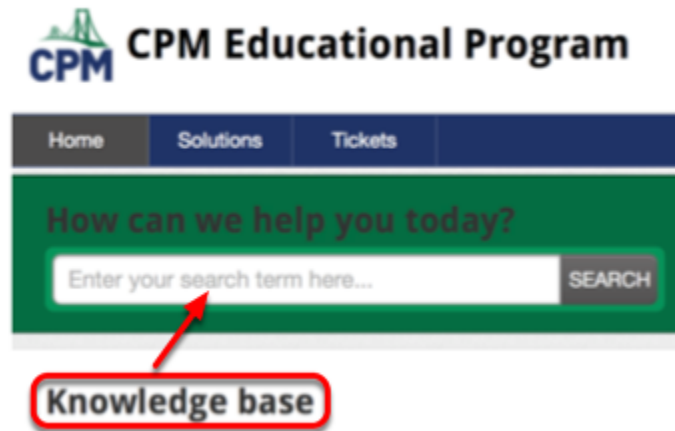 CPM
CPM Educational Program
Home Solutions Tickets
How can we help you today?
Enter your search term here... SEARCH
Knowledge base